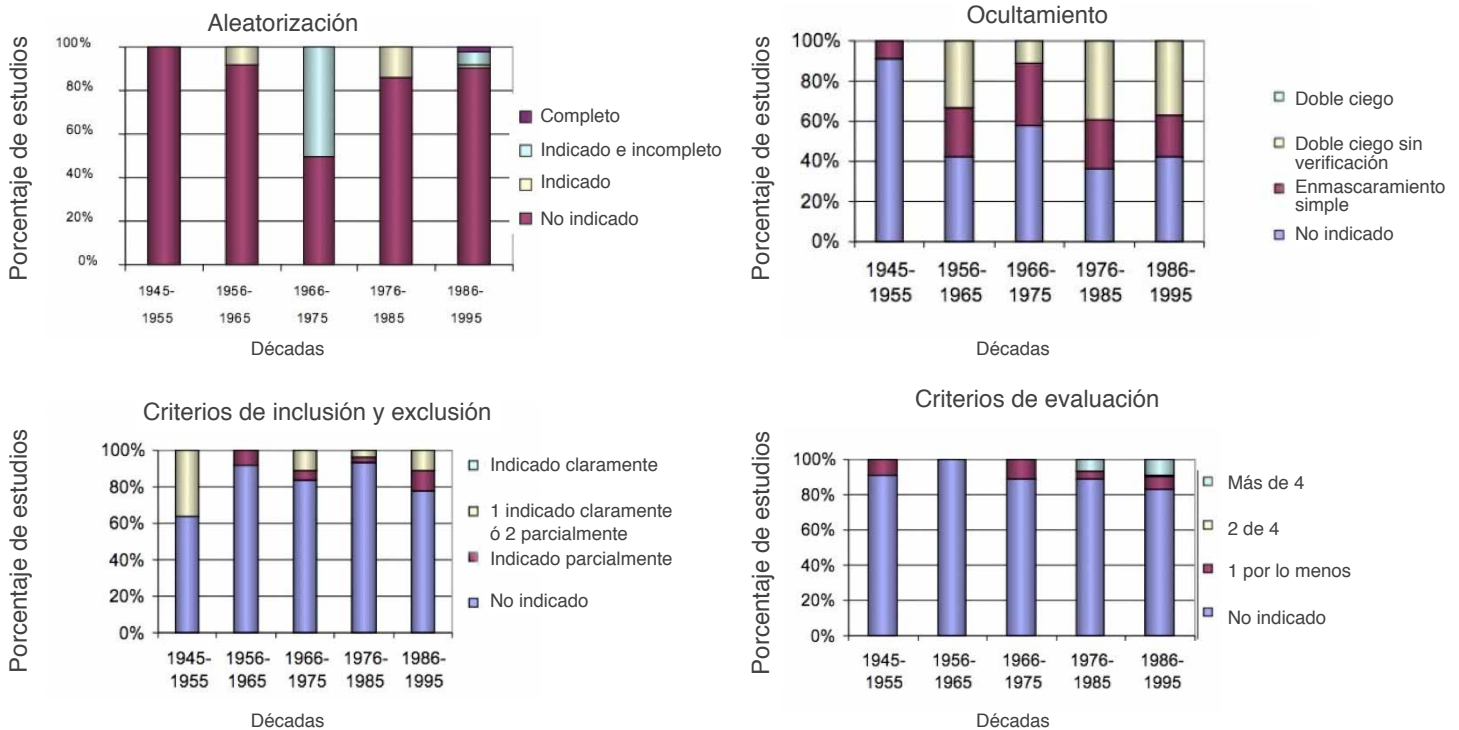 Aleatorización
Porcentaje de estudios
100%
80%
60%
40%
20%
0%
1945-
1955
1956-
1965
1966-
1975
1976-
1985
1986-
1995
Décadas
Completo
Indicado e incompleto
Indicado
No indicado
Ocultamiento
Porcentaje de estudios
100%
80%
60%
40%
20%
0%
1945-
1955
1956-
1965
1966-
1975
1976-
1985
1986-
1995
Décadas
Doble ciego
Doble ciego sin
verificación
Enmascaramiento
simple
No indicado
Criterios de inclusión y exclusión
Porcentaje de estudios
100%
80%
60%
40%
20%
0%
1945-
1955
1956-
1965
1966-
1975
1976-
1985
1986-
1995
Décadas
Indicado claramente
1 indicado claramente
ó 2 parcialmente
Indicado parcialmente
No indicado
Criterios de evaluación
Porcentaje de estudios
100%
80%
60%
40%
20%
0%
1945-
1955
1956-
1965
1966-
1975
1976-
1985
1986-
1995
Décadas
Más de 4
2 de 4
1 por lo menos
No indicado